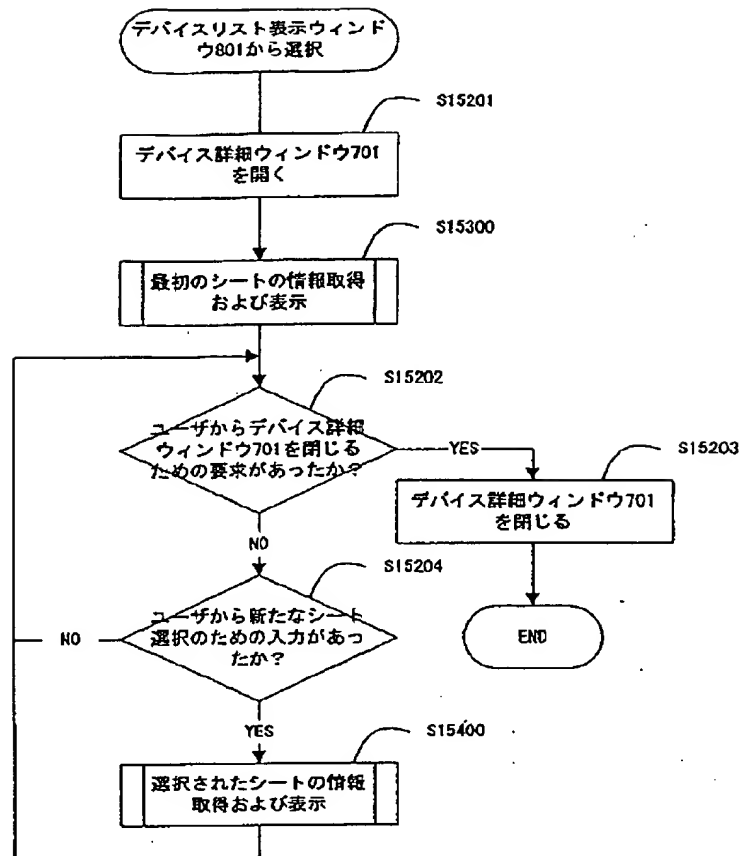 デバイスリスト表示ウィンド
ウ801から選択
S15201
デバイス詳細ウィンドウ701
を開く
S15300
最初のシートの情報取得
および表示
S15202
ユーザからデバイス詳細
ウィンドウ701を閉じる
ための要求があったか?
YES
S15203
デバイス詳細ウィンドウ701
を閉じる
NO
S15204
ユーザから新たなシート
選択のための入力があっ
たか?
NO
END
YES
S15400
選択されたシートの情報
取得および表示